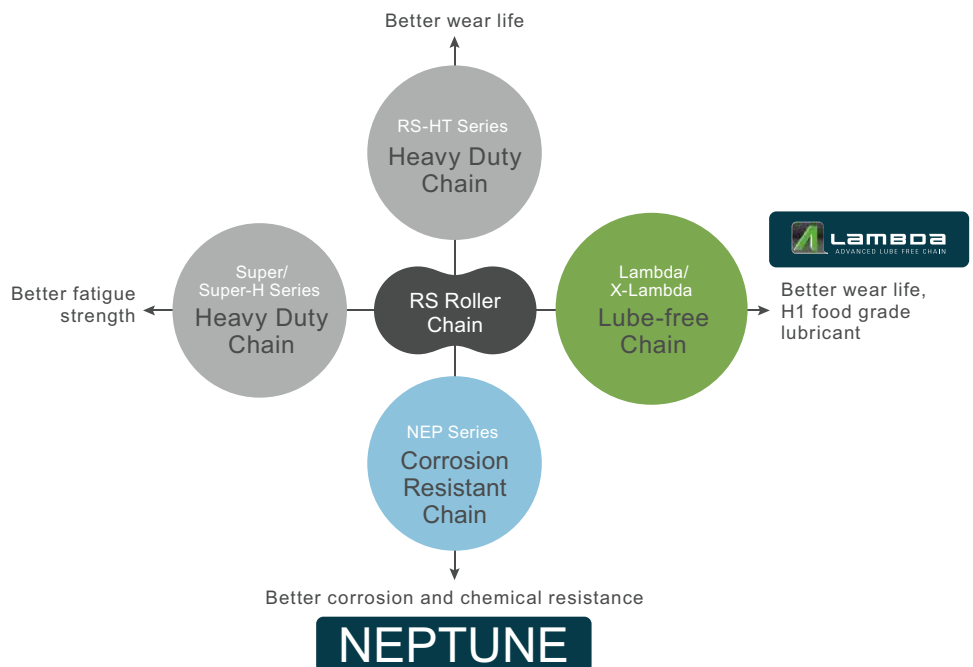 Better wear life
RS-HT Series
Heavy Duty
Chain
Super/
Super-H Series
Heavy Duty
Chain
Better fatigue
strength
RS Roller
Chain
Lambda/
X-Lambda
Lube-free
Chain
LAMBDA
ADVANCED LUBE FREE CHAIN
Better wear life,
H1 food grade
lubricant
NEP Series
Corrosion
Resistant
Chain
Better corrosion and chemical resistance
NEPTUNE